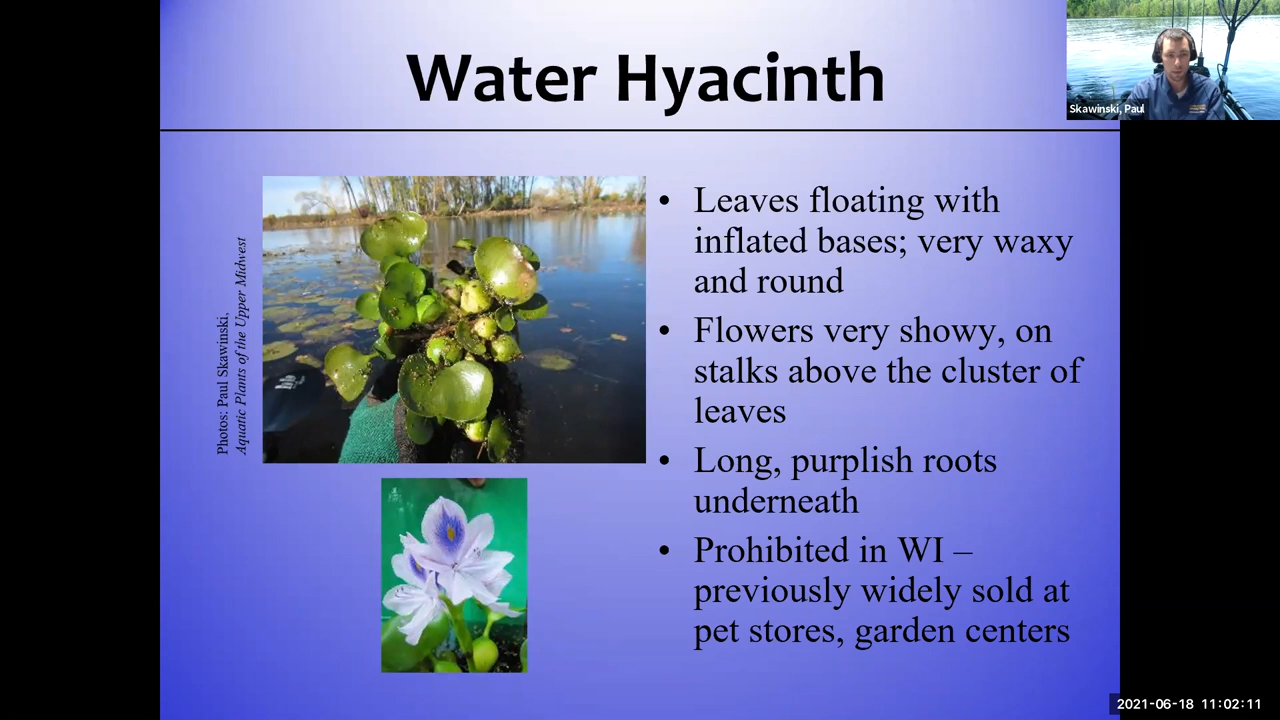 Water Hyacinth
Skawinski, Paul
Photos: Paul Skawinski,
Aquatic Plants of the Upper Midwest
• Leaves floating with
inflated bases; very waxy
and round
• Flowers very showy, on
stalks above the cluster of
leaves
• Long, purplish roots
underneath
• Prohibited in WI –
previously widely sold at
pet stores, garden centers
2021-06-18 11:02:11